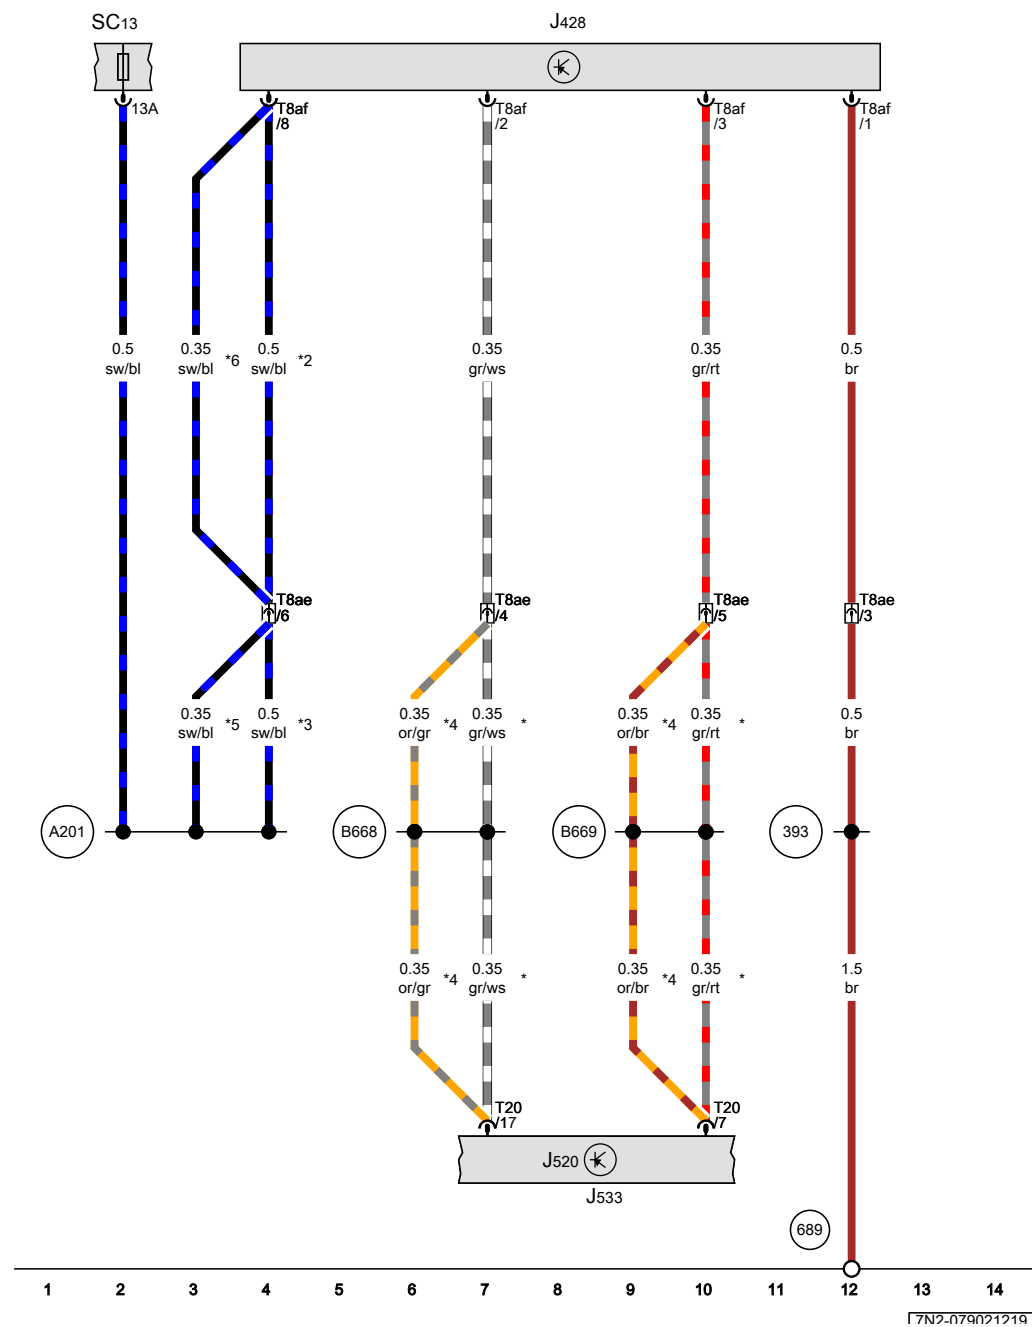 SC13
J428
13A
T8af
/8
T8af
/2
T8af
/3
T8af
/1
0.5
sw/bl
0.35
sw/bl
*6
0.5
sw/bl
*2
0.35
gr/ws
0.35
gr/rt
0.5
br
T8ae
/6
T8ae
/4
T8ae
/5
T8ae
/3
0.35
sw/bl
*5
0.5
sw/bl
*3
0.35
or/gr
*4
0.35
gr/ws
*
0.35
or/br
*4
0.35
gr/rt
*
0.5
br
A201
B668
B669
393
0.35
or/gr
*4
0.35
gr/ws
*
0.35
or/br
*4
0.35
gr/rt
*
1.5
br
T20
/17
T20
/7
J520
J533
689
1 2 3 4 5 6 7 8 9 10 11 12 13 14
7N2-079021219